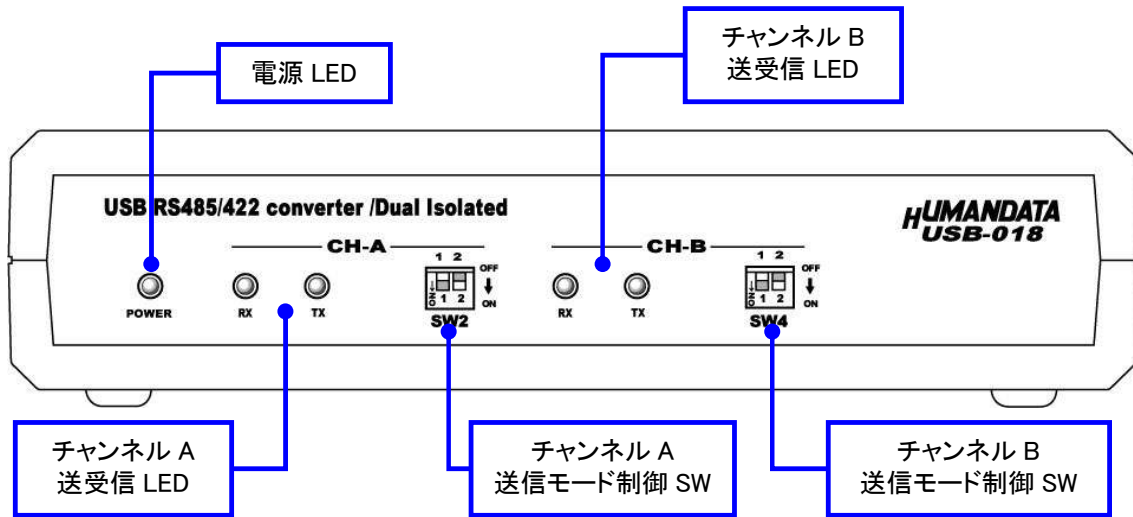 チャンネル B
送受信 LED
電源 LED
USB RS485/422 converter /Dual Isolated
HUMANDATA
USB-018
CH-A
CH-B
1 2
OFF
↓
ON
ON→
1 2
1 2
OFF
↓
ON
ON→
1 2
POWER
RX
TX
SW2
RX
TX
SW4
チャンネル A
送受信 LED
チャンネル A
送信モード制御 SW
チャンネル B
送信モード制御 SW